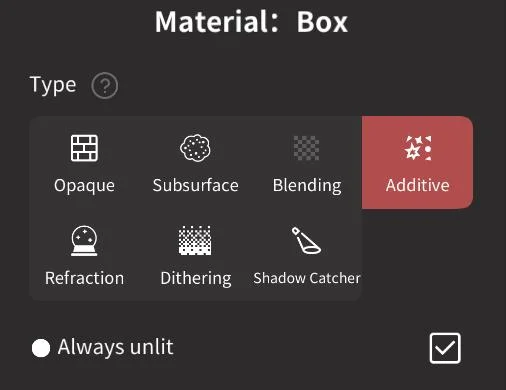 Material: Box
Type ?
Opaque Subsurface Blending Additive
Refraction Dithering Shadow Catcher
Always unlit